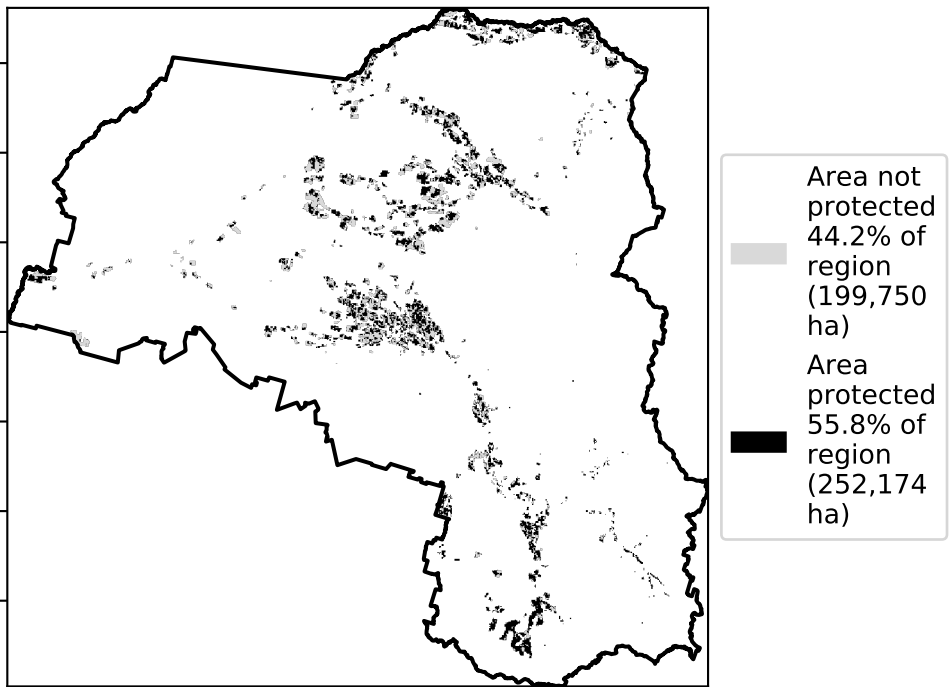 Area not
protected
44.2% of
region
(199,750
ha)
Area
protected
55.8% of
region
(252,174
ha)